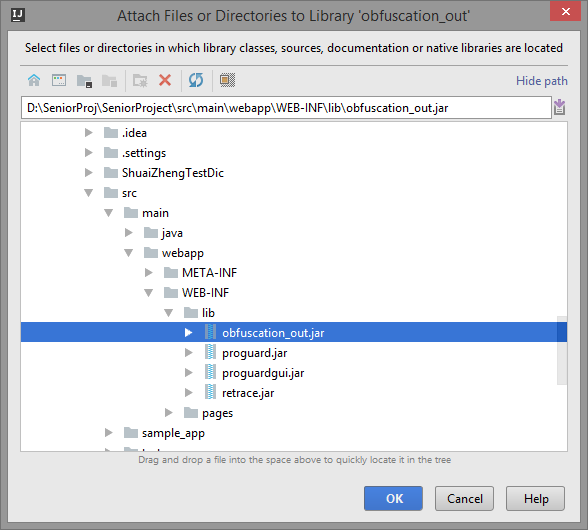 IJ
Attach Files or Directories to Library 'obfuscation_out'
Select files or directories in which library classes, sources, documentation or native libraries are located
Hide path
D:\SeniorProj\SeniorProject\src\main\webapp\WEB-INF\lib\obfuscation_out.jar
.idea
.settings
ShuaiZhengTestDic
src
main
java
webapp
META-INF
WEB-INF
lib
obfuscation_out.jar
proguard.jar
proguardgui.jar
retrace.jar
pages
sample_app
Drag and drop a file into the space above to quickly locate it in the tree
OK Cancel Help